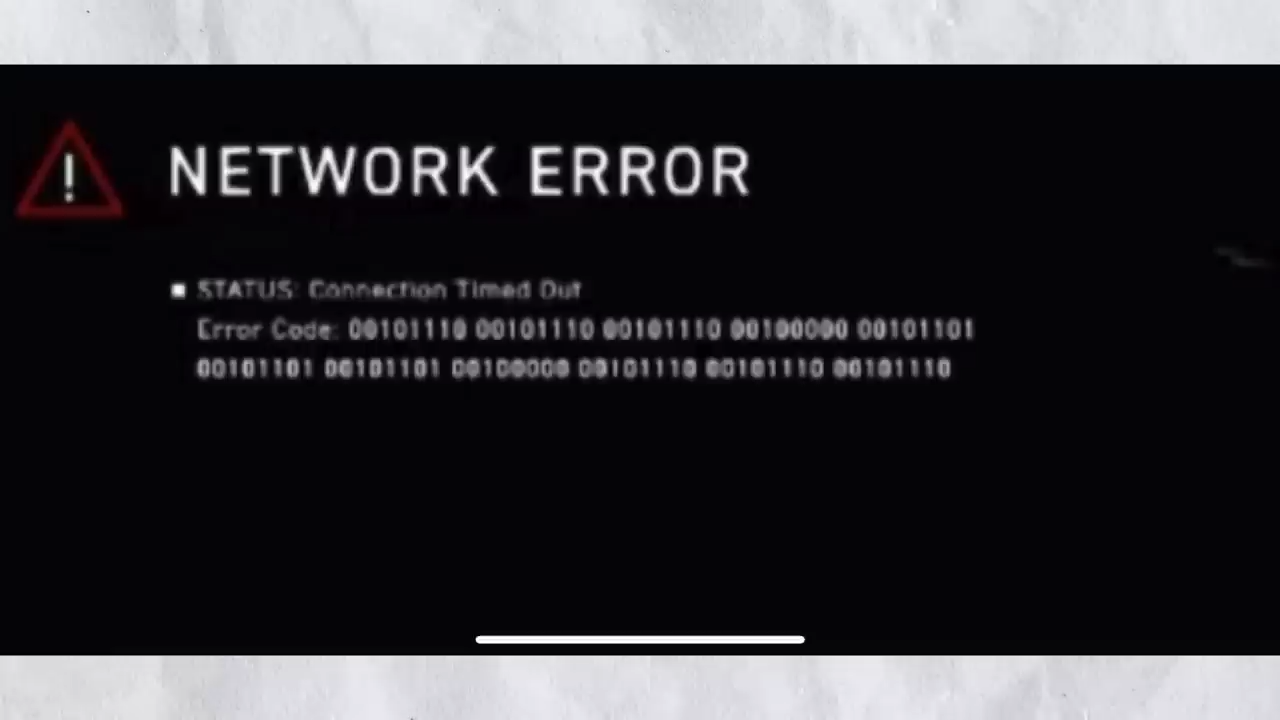 NETWORK ERROR
STATUS: Connection Timed Out
Error Code: 00101110 00101110 00101110 00100000 00101101
00101101 00101101 00100000 00101110 00101110 00101110